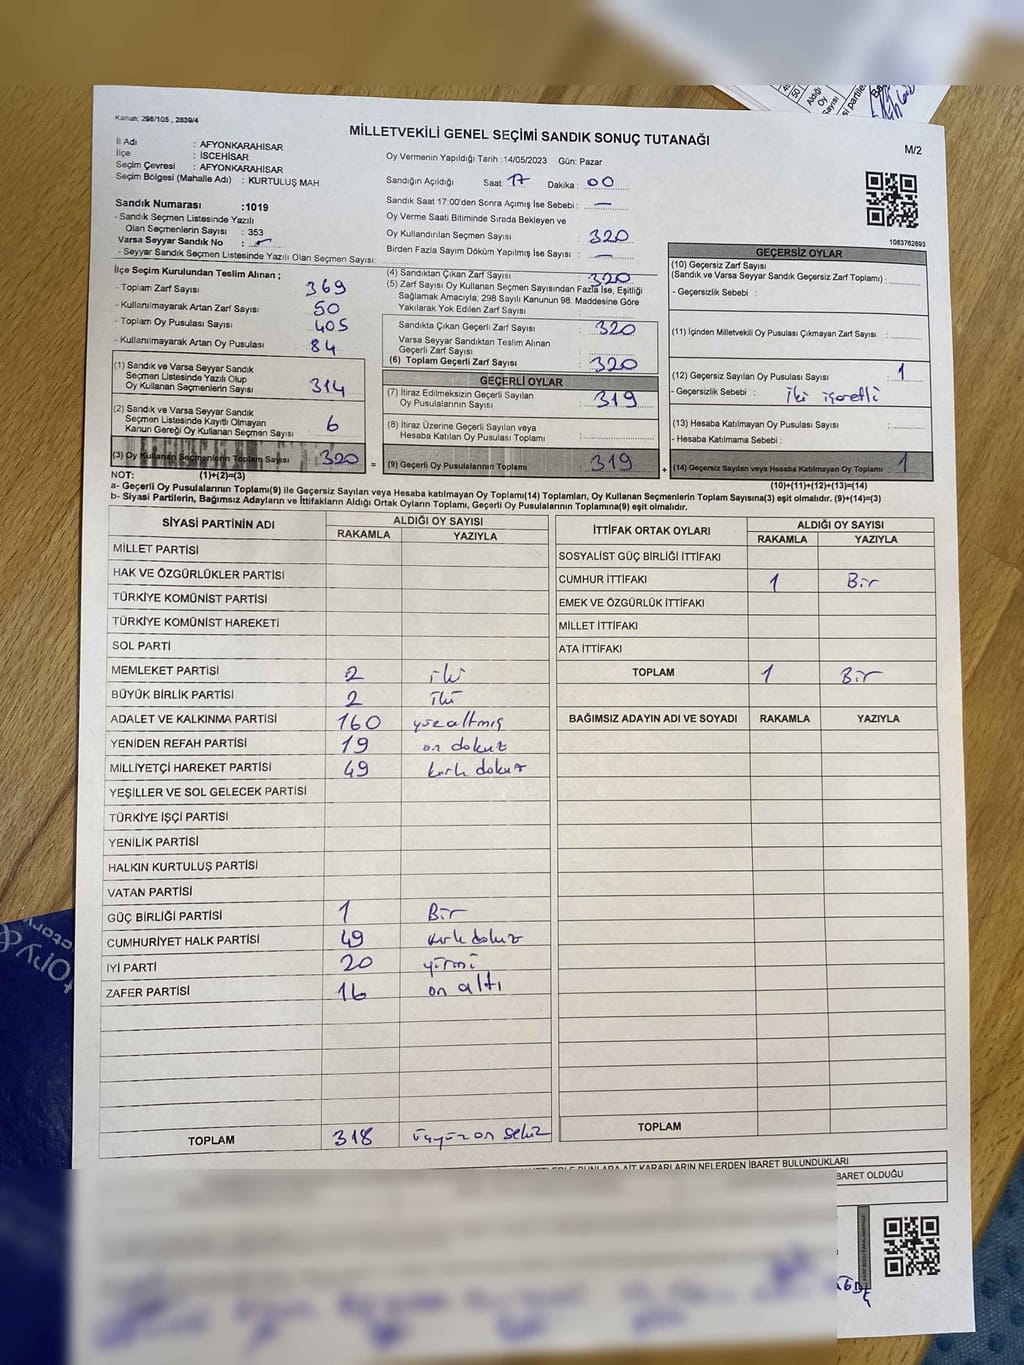 Kanun: 298/105 , 2839/4
MİLLETVEKİLİ GENEL SEÇİMİ SANDIK SONUÇ TUTANAĞI
M/2
İl Adı : AFYONKARAHİSAR
İlçe : İSCEHİSAR
Seçim Çevresi : AFYONKARAHİSAR
Seçim Bölgesi (Mahalle Adı) : KURTULUŞ MAH
Sandık Numarası :1019
- Sandık Seçmen Listesinde Yazılı
Olan Seçmenlerin Sayısı : 353
Varsa Seyyar Sandık No :
- Seyyar Sandık Seçmen Listesinde Yazılı Olan Seçmen Sayısı:
Oy Vermenin Yapıldığı Tarih : 14/05/2023 Gün: Pazar
Sandığın Açıldığı Saat: 17 Dakika : 00
Sandık Saat 17:00'den Sonra Açımış İse Sebebi : —
Oy Verme Saati Bitiminde Sırada Bekleyen ve
Oy Kullandırılan Seçmen Sayısı : 320
Birden Fazla Sayım Döküm Yapılmış İse Sayısı : —
1083762893
İlçe Seçim Kurulundan Teslim Alınan ;
- Toplam Zarf Sayısı 369
- Kullanılmayarak Artan Zarf Sayısı 50
- Toplam Oy Pusulası Sayısı 405
- Kullanılmayarak Artan Oy Pusulası 84
(1) Sandık ve Varsa Seyyar Sandık
Seçmen Listesinde Yazılı Olup
Oy Kullanan Seçmenlerin Sayısı : 314
(2) Sandık ve Varsa Seyyar Sandık
Seçmen Listesinde Kayıtlı Olmayan
Kanun Gereği Oy Kullanan Seçmen Sayısı : 6
(3) Oy Kullanan Seçmenlerin Toplam Sayısı 320
(4) Sandıktan Çıkan Zarf Sayısı 320
(5) Zarf Sayısı Oy Kullanan Seçmen Sayısından Fazla İse, Eşitliği
Sağlamak Amacıyla; 298 Sayılı Kanunun 98. Maddesine Göre
Yakılarak Yok Edilen Zarf Sayısı :
Sandıkta Çıkan Geçerli Zarf Sayısı : 320
Varsa Seyyar Sandıktan Teslim Alınan
Geçerli Zarf Sayısı :
(6) Toplam Geçerli Zarf Sayısı : 320
GEÇERLİ OYLAR
(7) İtiraz Edilmeksizin Geçerli Sayılan
Oy Pusulalarının Sayısı : 319
(8) İtiraz Üzerine Geçerli Sayılan veya
Hesaba Katılan Oy Pusulası Toplamı :
= (9) Geçerli Oy Pusulalarının Toplamı 319
GEÇERSİZ OYLAR
(10) Geçersiz Zarf Sayısı
(Sandık ve Varsa Seyyar Sandık Geçersiz Zarf Toplamı) :
- Geçersizlik Sebebi :
(11) İçinden Milletvekili Oy Pusulası Çıkmayan Zarf Sayısı :
(12) Geçersiz Sayılan Oy Pusulası Sayısı : 1
- Geçersizlik Sebebi : iki işaretli
(13) Hesaba Katılmayan Oy Pusulası Sayısı :
- Hesaba Katılmama Sebebi :
+ (14) Geçersiz Sayılan veya Hesaba Katılmayan Oy Toplamı : 1
NOT: (1)+(2)=(3)
(10)+(11)+(12)+(13)=(14)
a- Geçerli Oy Pusulalarının Toplamı(9) ile Geçersiz Sayılan veya Hesaba katılmayan Oy Toplamı(14) Toplamları, Oy Kullanan Seçmenlerin Toplam Sayısına(3) eşit olmalıdır. (9)+(14)=(3)
b- Siyasi Partilerin, Bağımsız Adayların ve İttifakların Aldığı Ortak Oyların Toplamı, Geçerli Oy Pusulalarının Toplamına(9) eşit olmalıdır.
SİYASİ PARTİNİN ADI ALDIĞI OY SAYISI
RAKAMLA YAZIYLA
MİLLET PARTİSİ
HAK VE ÖZGÜRLÜKLER PARTİSİ
TÜRKİYE KOMÜNİST PARTİSİ
TÜRKİYE KOMÜNİST HAREKETİ
SOL PARTİ
MEMLEKET PARTİSİ 2 iki
BÜYÜK BİRLİK PARTİSİ 2 iki
ADALET VE KALKINMA PARTİSİ 160 yüzaltmış
YENİDEN REFAH PARTİSİ 19 on dokuz
MİLLİYETÇİ HAREKET PARTİSİ 49 kırk dokuz
YEŞİLLER VE SOL GELECEK PARTİSİ
TÜRKİYE İŞÇİ PARTİSİ
YENİLİK PARTİSİ
HALKIN KURTULUŞ PARTİSİ
VATAN PARTİSİ
GÜÇ BİRLİĞİ PARTİSİ 1 Bir
CUMHURİYET HALK PARTİSİ 49 kırk dokuz
İYİ PARTİ 20 yirmi
ZAFER PARTİSİ 16 on altı
TOPLAM 318 üçyüz on sekiz
İTTİFAK ORTAK OYLARI ALDIĞI OY SAYISI
RAKAMLA YAZIYLA
SOSYALİST GÜÇ BİRLİĞİ İTTİFAKI
CUMHUR İTTİFAKI 1 Bir
EMEK VE ÖZGÜRLÜK İTTİFAKI
MİLLET İTTİFAKI
ATA İTTİFAKI
TOPLAM 1 Bir
BAĞIMSIZ ADAYIN ADI VE SOYADI RAKAMLA YAZIYLA
TOPLAM
KARARLARIN NELERDEN İBARET BULUNDUKLARI
BARET OLDUĞU